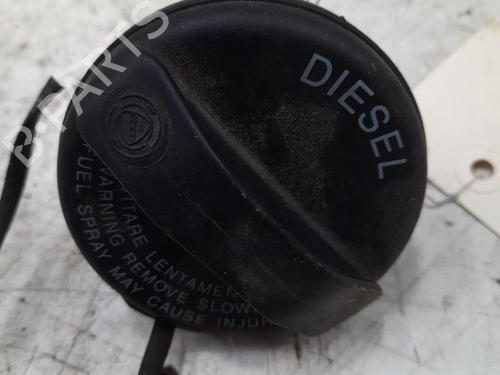 DIESEL
SVITARE LENTAMENTE
WARNING REMOVE SLOWLY
FUEL SPRAY MAY CAUSE INJURY
B-PARTS